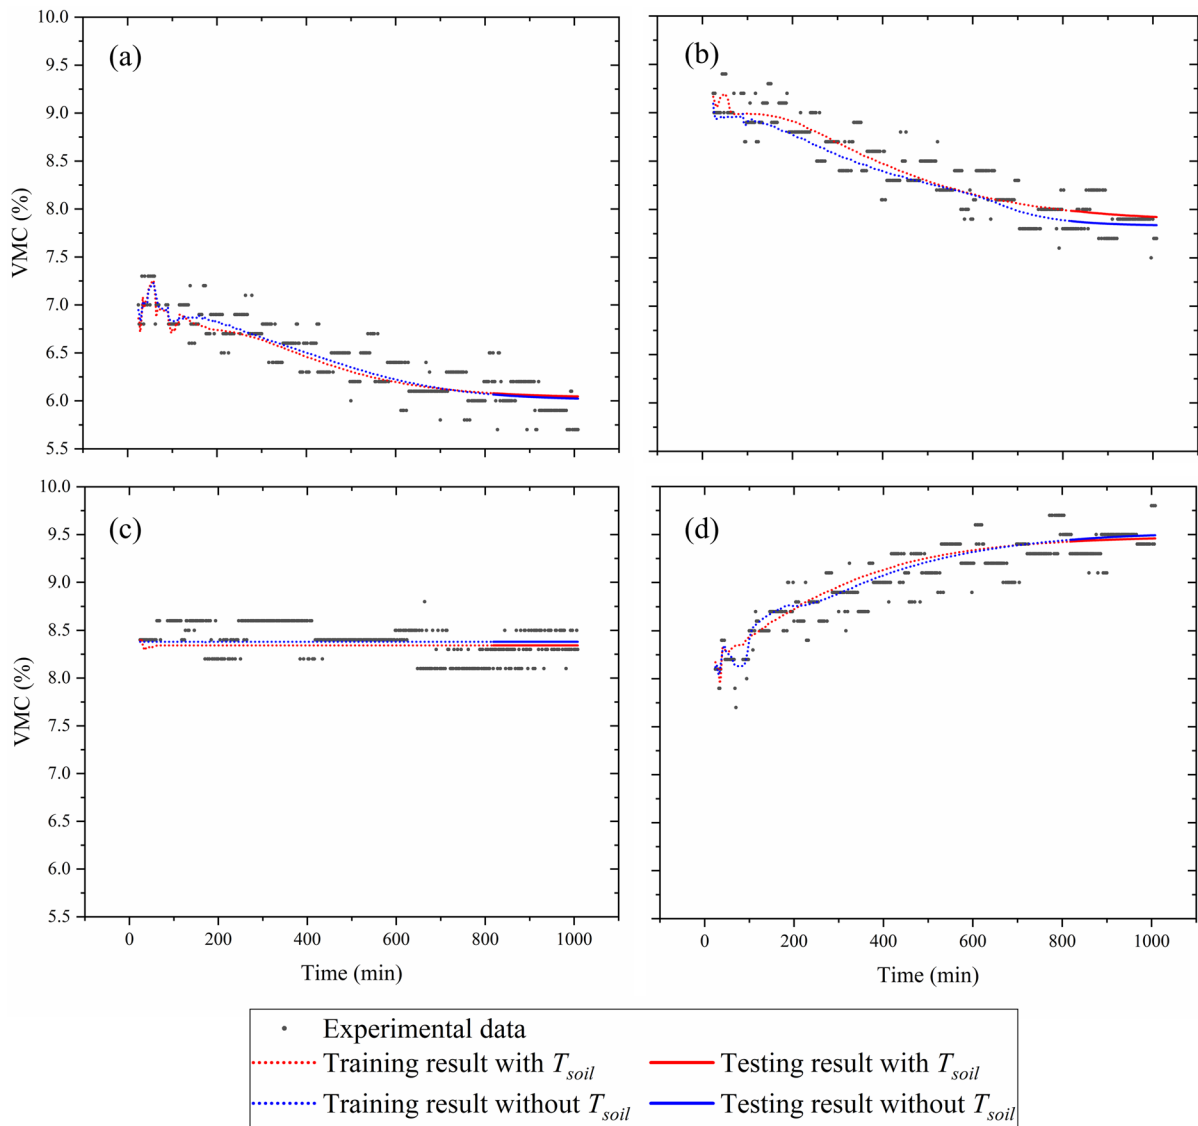 10.0
9.5
9.0
8.5
8.0
7.5
7.0
6.5
6.0
5.5
VMC (%)
(a)
(b)
10.0
9.5
9.0
8.5
8.0
7.5
7.0
6.5
6.0
5.5
VMC (%)
(c)
(d)
0 200 400 600 800 1000
0 200 400 600 800 1000
Time (min)
Time (min)
Experimental data
Training result with Tsoil
Testing result with Tsoil
Training result without Tsoil
Testing result without Tsoil